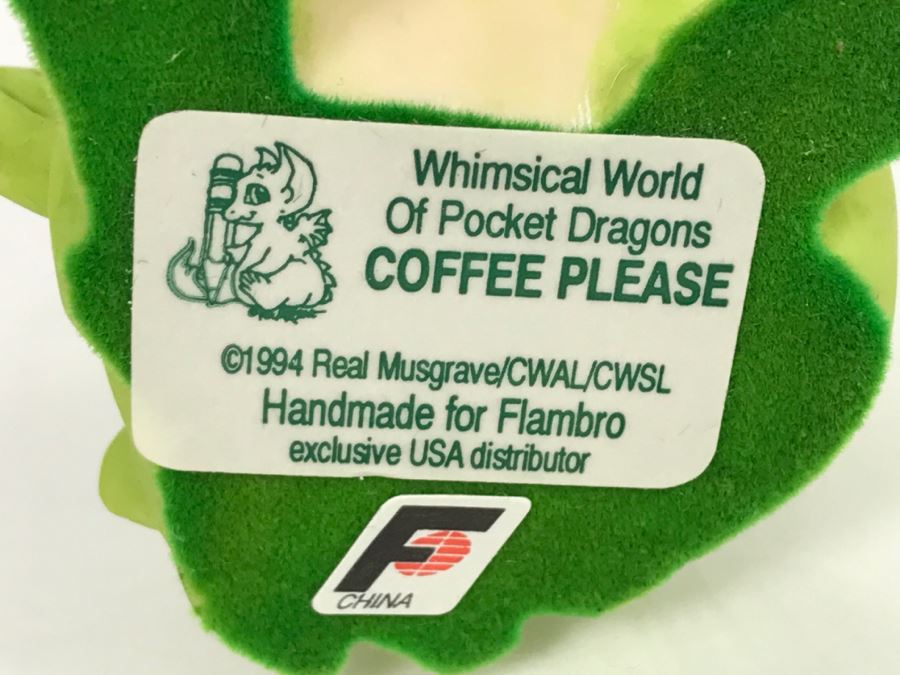 Whimsical World
Of Pocket Dragons
COFFEE PLEASE
©1994 Real Musgrave/CWAL/CWSL
Handmade for Flambro
exclusive USA distributor
F
CHINA